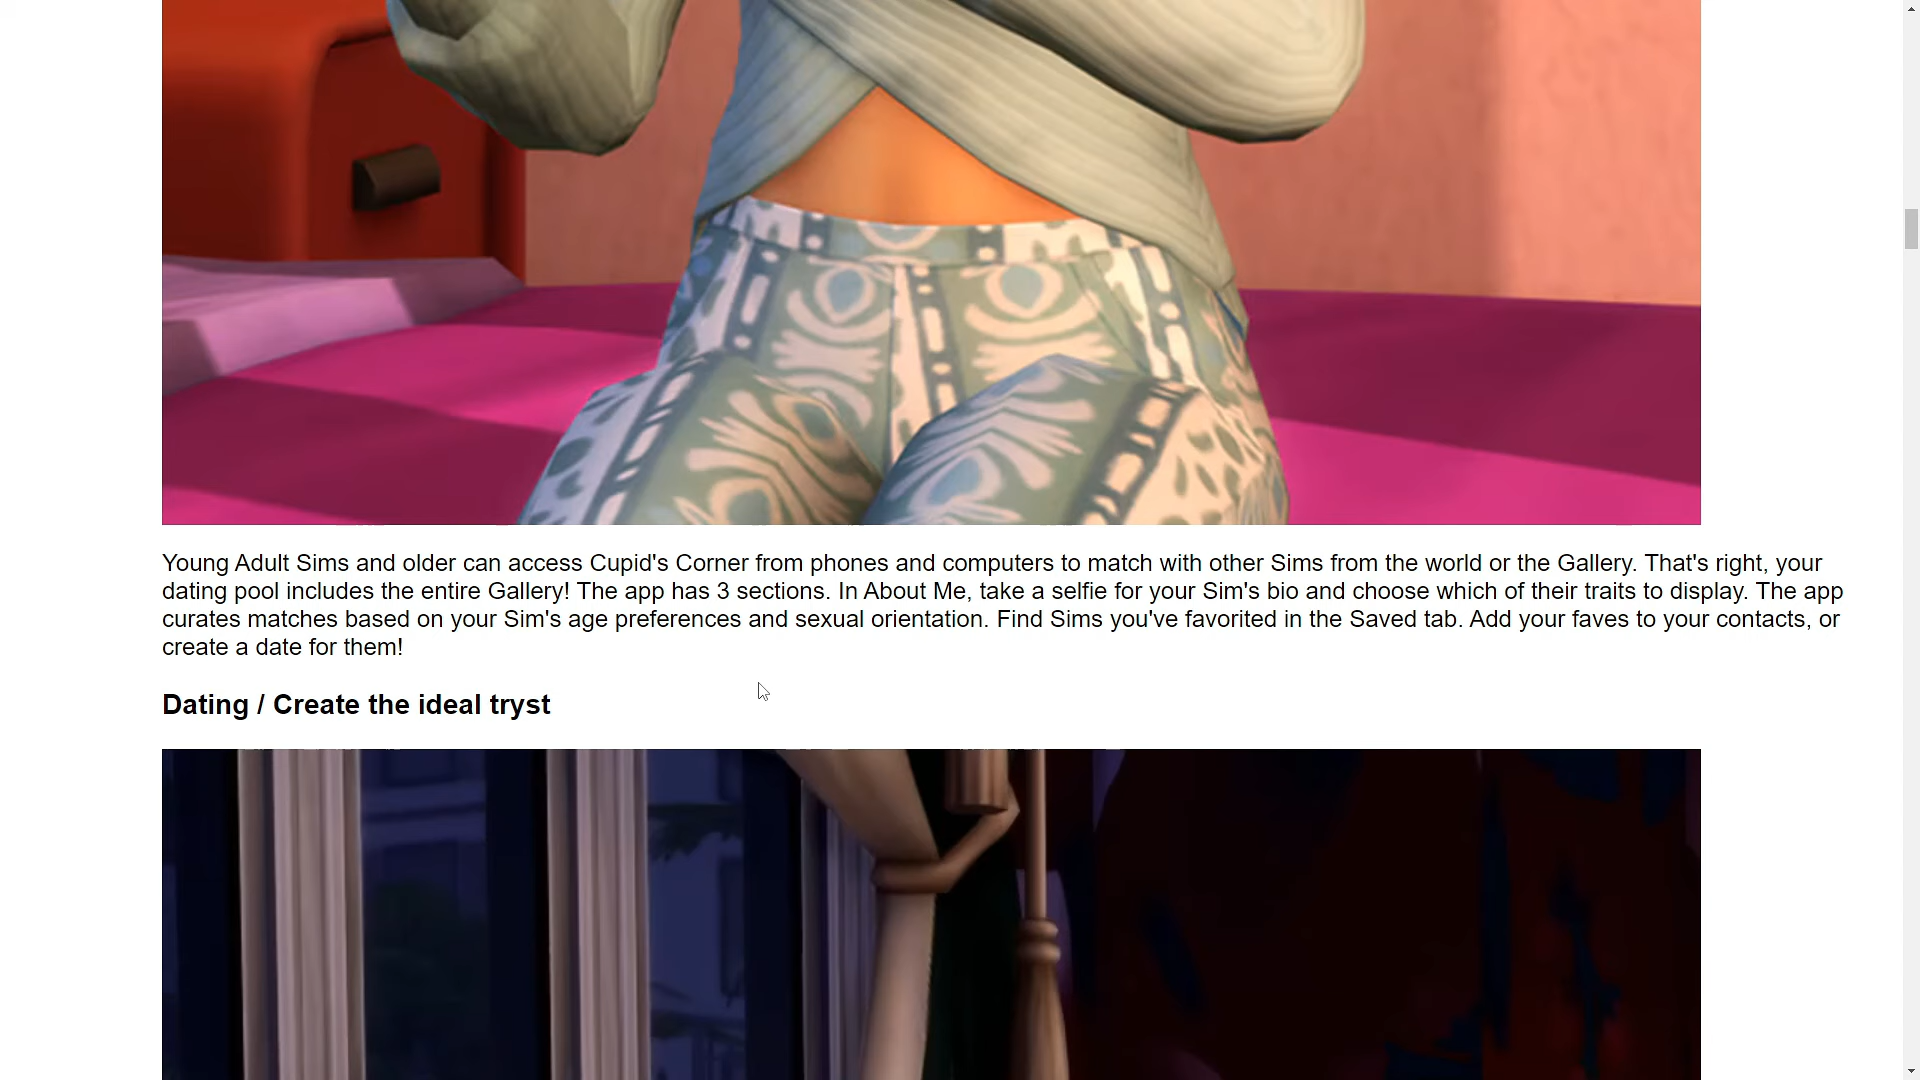 Young Adult Sims and older can access Cupid's Corner from phones and computers to match with other Sims from the world or the Gallery. That's right, your
dating pool includes the entire Gallery! The app has 3 sections. In About Me, take a selfie for your Sim's bio and choose which of their traits to display. The app
curates matches based on your Sim's age preferences and sexual orientation. Find Sims you've favorited in the Saved tab. Add your faves to your contacts, or
create a date for them!
Dating / Create the ideal tryst